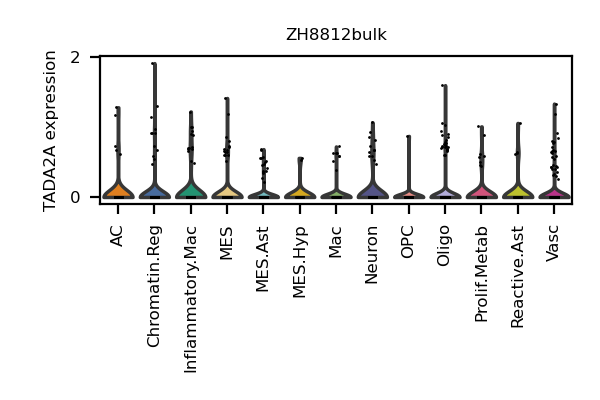 ZH8812bulk
TADA2A expression
2
0
AC
Chromatin.Reg
Inflammatory.Mac
MES
MES.Ast
MES.Hyp
Mac
Neuron
OPC
Oligo
Prolif.Metab
Reactive.Ast
Vasc